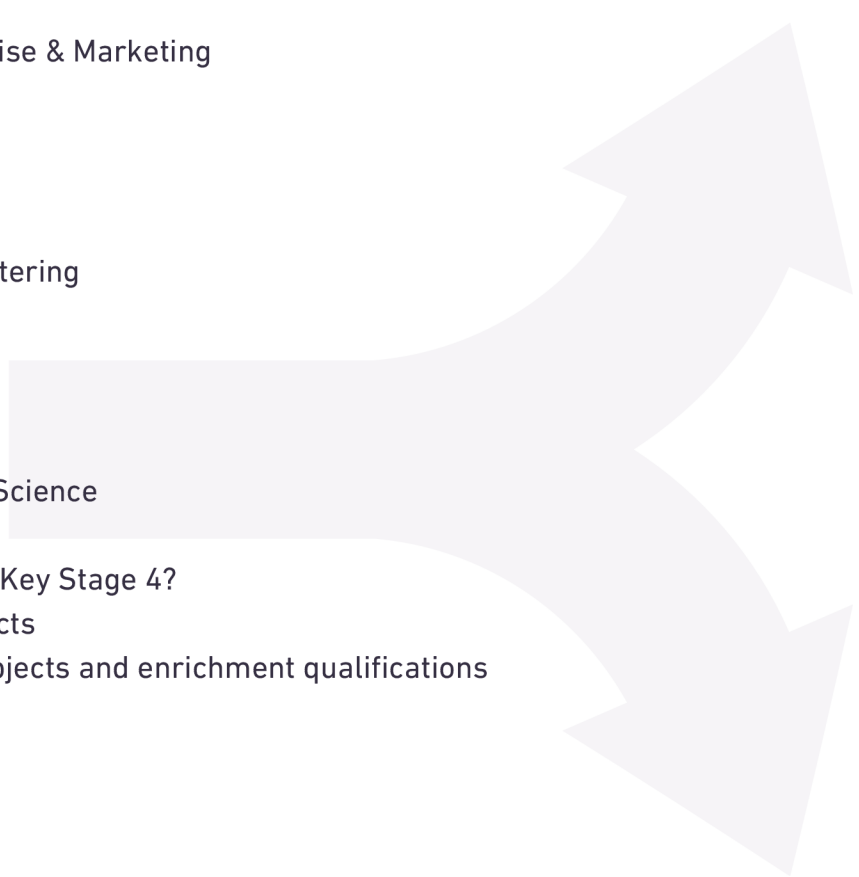 ise & Marketing
tering
Science
Key Stage 4?
cts
jects and enrichment qualifications